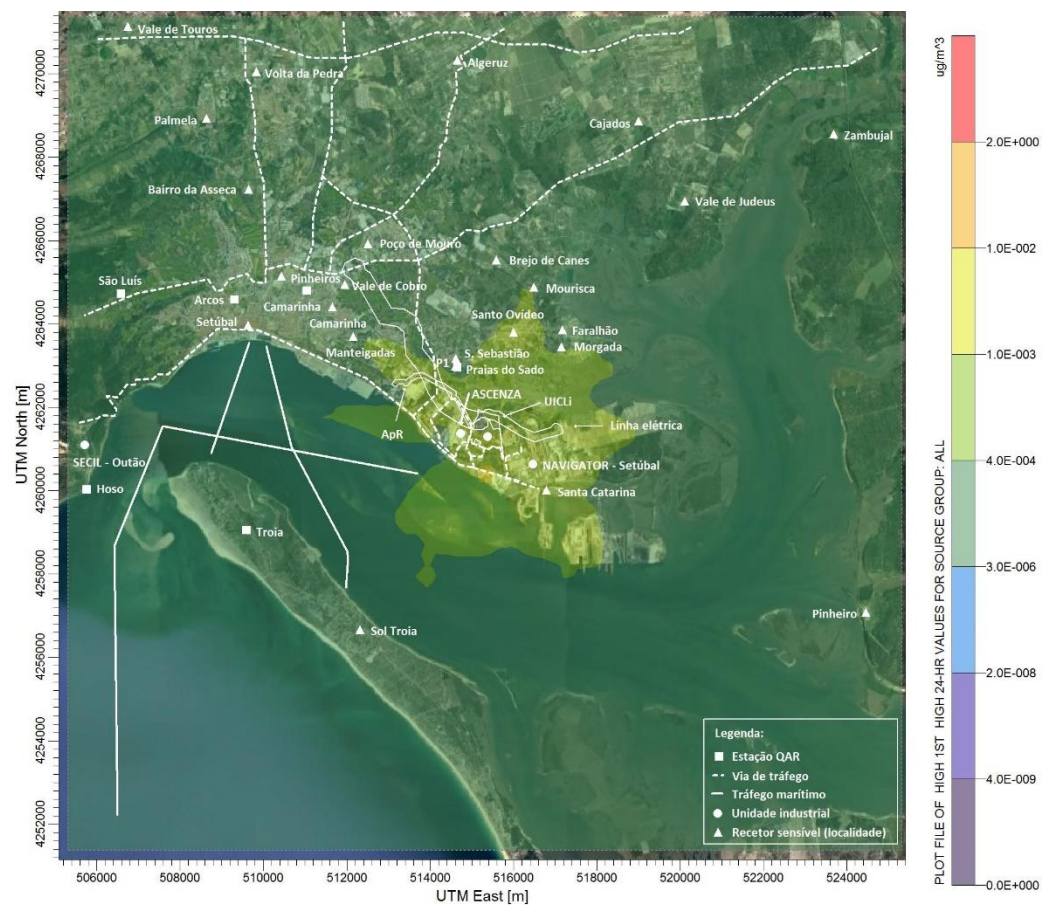 Vale de Touros
Volta da Pedra
Algeruz
Palmela
Cajados
Zambujal
Bairro da Asseca
Vale de Judeus
Poço de Mouro
Brejo de Canes
Pinheiros
Vale de Cobro
Mourisca
São Luís
Arcos
Camarinha
Setúbal
Camarinha
Santo Ovídeo
Faralhão
Manteigadas
Morgada
P1
S. Sebastião
Praias do Sado
ASCENZA
UICLi
ApR
Linha elétrica
SECIL - Outão
NAVIGATOR - Setúbal
Hoso
Santa Catarina
Troia
Pinheiro
Sol Troia
Legenda:
Estação QAR
Via de tráfego
Tráfego marítimo
Unidade industrial
Recetor sensível (localidade)
UTM North [m]
4270000
4268000
4266000
4264000
4262000
4260000
4258000
4256000
4254000
4252000
506000 508000 510000 512000 514000 516000 518000 520000 522000 524000
UTM East [m]
PLOT FILE OF HIGH 1ST HIGH 24-HR VALUES FOR SOURCE GROUP: ALL
ug/m^3
2.0E+000
1.0E-002
1.0E-003
4.0E-004
3.0E-006
2.0E-008
4.0E-009
0.0E+000